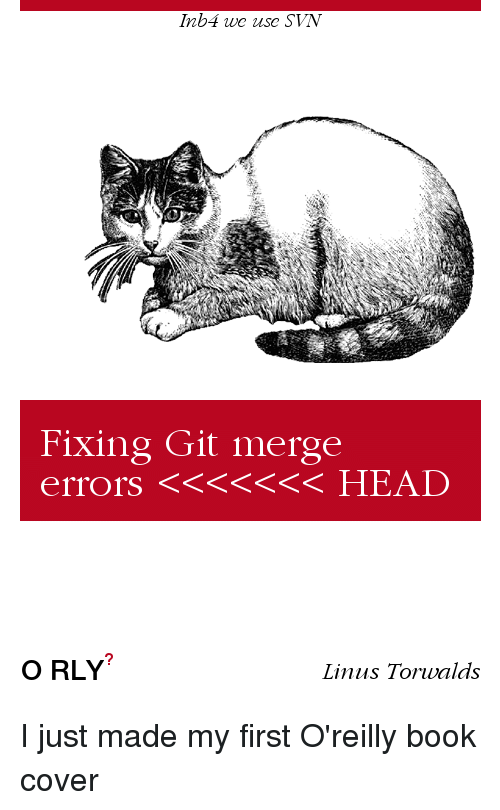 Inb4 we use SVN
Fixing Git merge
errors <<<<<<< HEAD
O RLY?
Linus Torwalds
I just made my first O'reilly book
cover